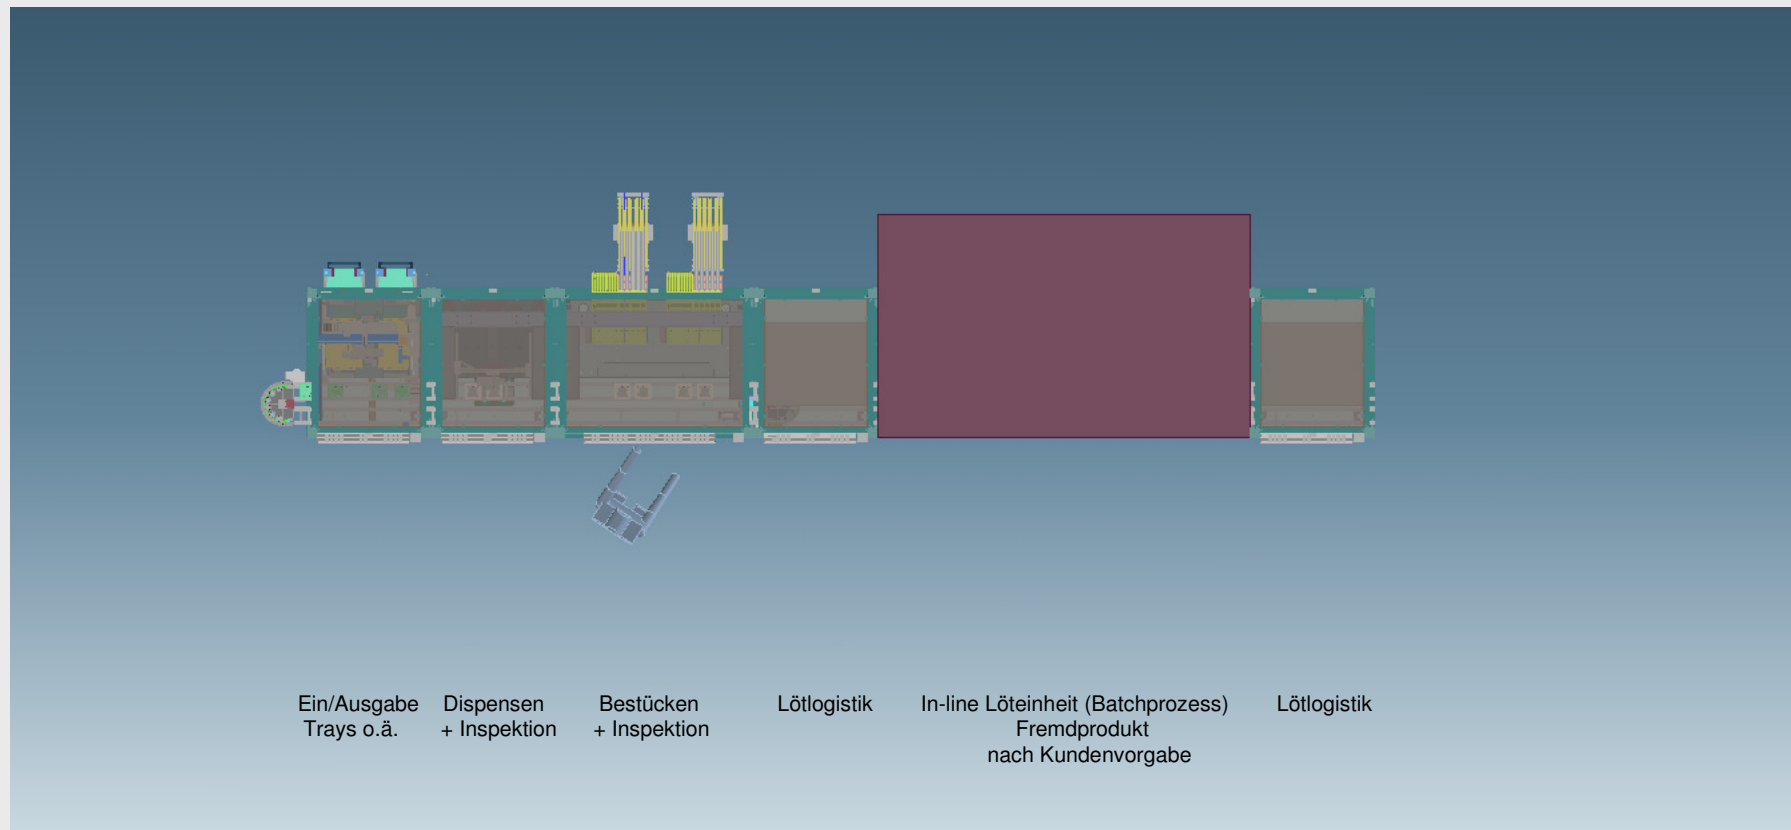 Ein/Ausgabe
Trays o.ä.
Dispensen
+ Inspektion
Bestücken
+ Inspektion
Lötlogistik
In-line Löteinheit (Batchprozess)
Fremdprodukt
nach Kundenvorgabe
Lötlogistik